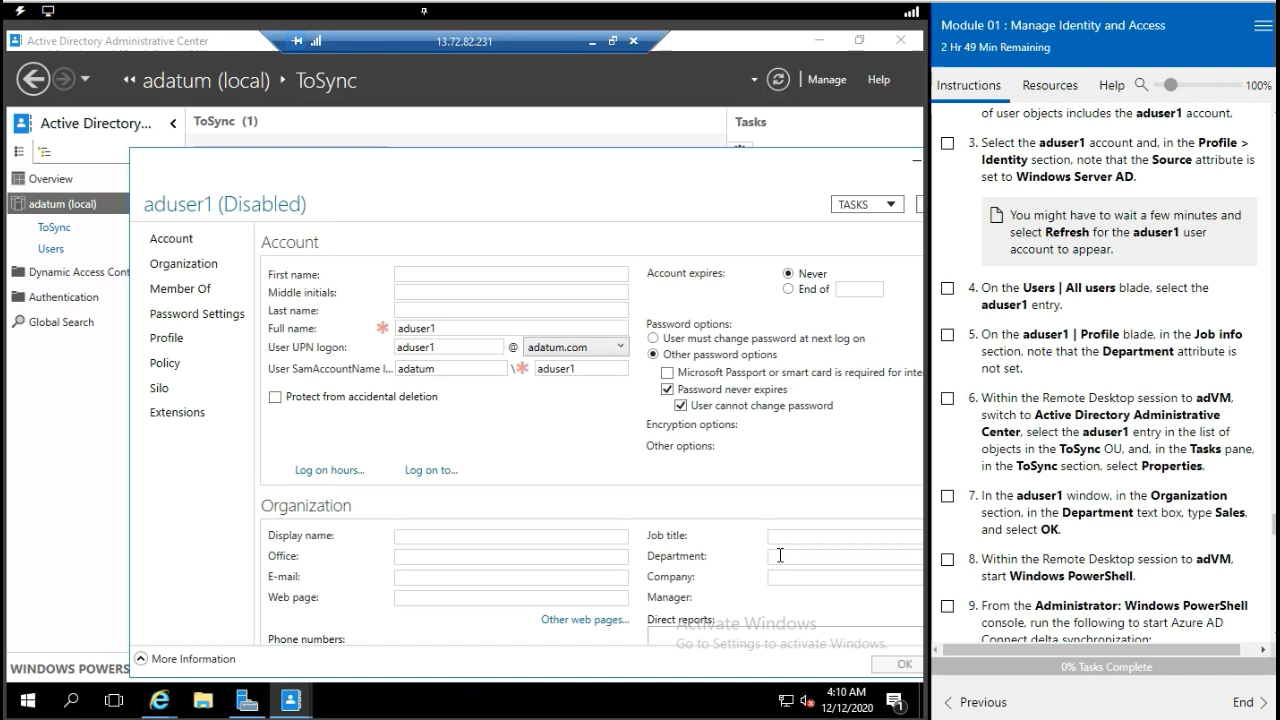 13.72.82.231
Active Directory Administrative Center
adatum (local) ToSync
Manage
Help
Active Directory...
Overview
adatum (local)
ToSync
Users
Dynamic Access Cont
Authentication
Global Search
WINDOWS POWERS
ToSync (1)
Tasks
aduser1 (Disabled)
TASKS
Account
Organization
Member Of
Password Settings
Profile
Policy
Silo
Extensions
Account
First name:
Middle initials:
Last name:
Full name: aduser1
User UPN logon: aduser1 @ adatum.com
User SamAccountName l... adatum \ aduser1
Protect from accidental deletion
Log on hours... Log on to...
Account expires: Never
End of
Password options:
User must change password at next log on
Other password options
Microsoft Passport or smart card is required for inte
Password never expires
User cannot change password
Encryption options:
Other options:
Organization
Display name:
Office:
E-mail:
Web page:
Other web pages...
Phone numbers:
Job title:
Department:
Company:
Manager:
Direct reports:
Activate Windows
Go to Settings to activate Windows.
More Information
OK
4:10 AM
12/12/2020
1
Module 01 : Manage Identity and Access
2 Hr 49 Min Remaining
Instructions Resources Help 100%
of user objects includes the aduser1 account.
3. Select the aduser1 account and, in the Profile >
Identity section, note that the Source attribute is
set to Windows Server AD.
You might have to wait a few minutes and
select Refresh for the aduser1 user
account to appear.
4. On the Users | All users blade, select the
aduser1 entry.
5. On the aduser1 | Profile blade, in the Job info
section, note that the Department attribute is
not set.
6. Within the Remote Desktop session to adVM,
switch to Active Directory Administrative
Center, select the aduser1 entry in the list of
objects in the ToSync OU, and, in the Tasks pane,
in the ToSync section, select Properties.
7. In the aduser1 window, in the Organization
section, in the Department text box, type Sales,
and select OK.
8. Within the Remote Desktop session to adVM,
start Windows PowerShell.
9. From the Administrator: Windows PowerShell
console, run the following to start Azure AD
Connect delta synchronization:
0% Tasks Complete
Previous
End